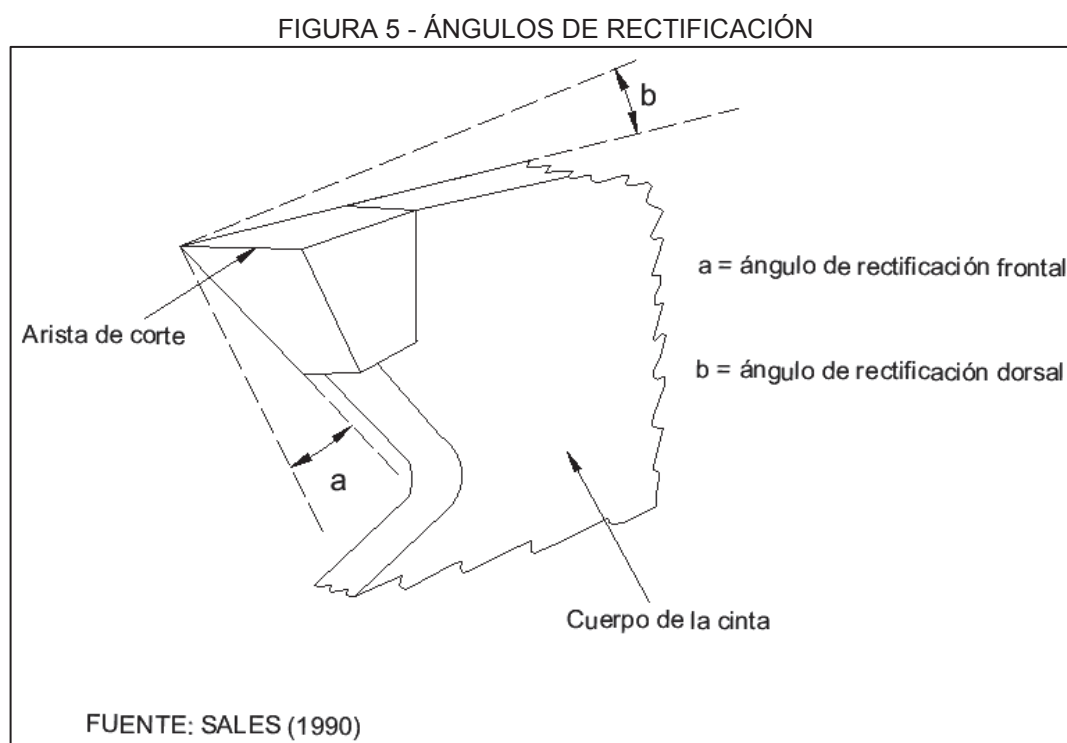 FIGURA 5 - ÁNGULOS DE RECTIFICACIÓN
b
a = ángulo de rectificación frontal
Arista de corte
b = ángulo de rectificación dorsal
a
Cuerpo de la cinta
FUENTE: SALES (1990)